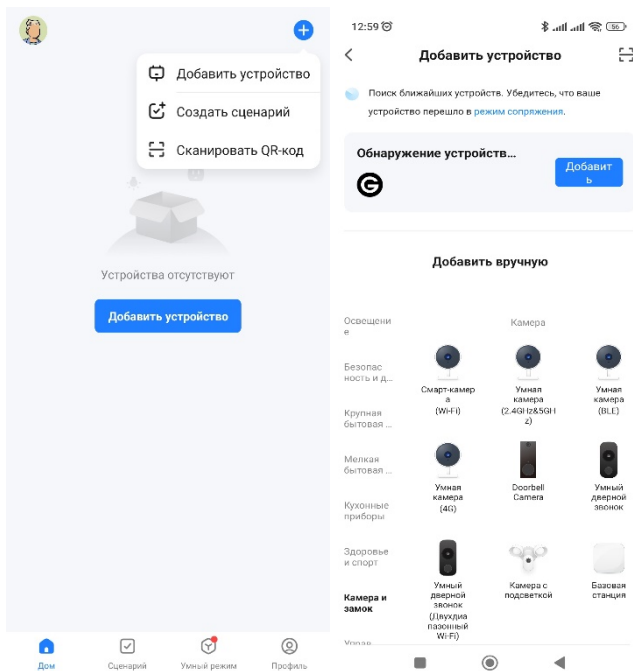 Добавить устройство
Создать сценарий
Сканировать QR-код
Устройства отсутствуют
Добавить устройство
Дом
Сценарий
Умный режим
Профиль
12:59
56
Добавить устройство
Поиск ближайших устройств. Убедитесь, что ваше
устройство перешло в режим сопряжения.
Обнаружение устройств...
Добавит
ь
Добавить вручную
Освещени
е
Безопас
ность и д...
Крупная
бытовая ...
Мелкая
бытовая ...
Кухонные
приборы
Здоровье
и спорт
Камера и
замок
Управ
Камера
Смарт-камер
а
(Wi-Fi)
Умная
камера
(2.4GHz&5GH
z)
Умная
камера
(BLE)
Умная
камера
(4G)
Doorbell
Camera
Умный
дверной
звонок
Умный
дверной
звонок
(Двухдиа
пазонный
Wi-Fi)
Камера с
подсветкой
Базовая
станция